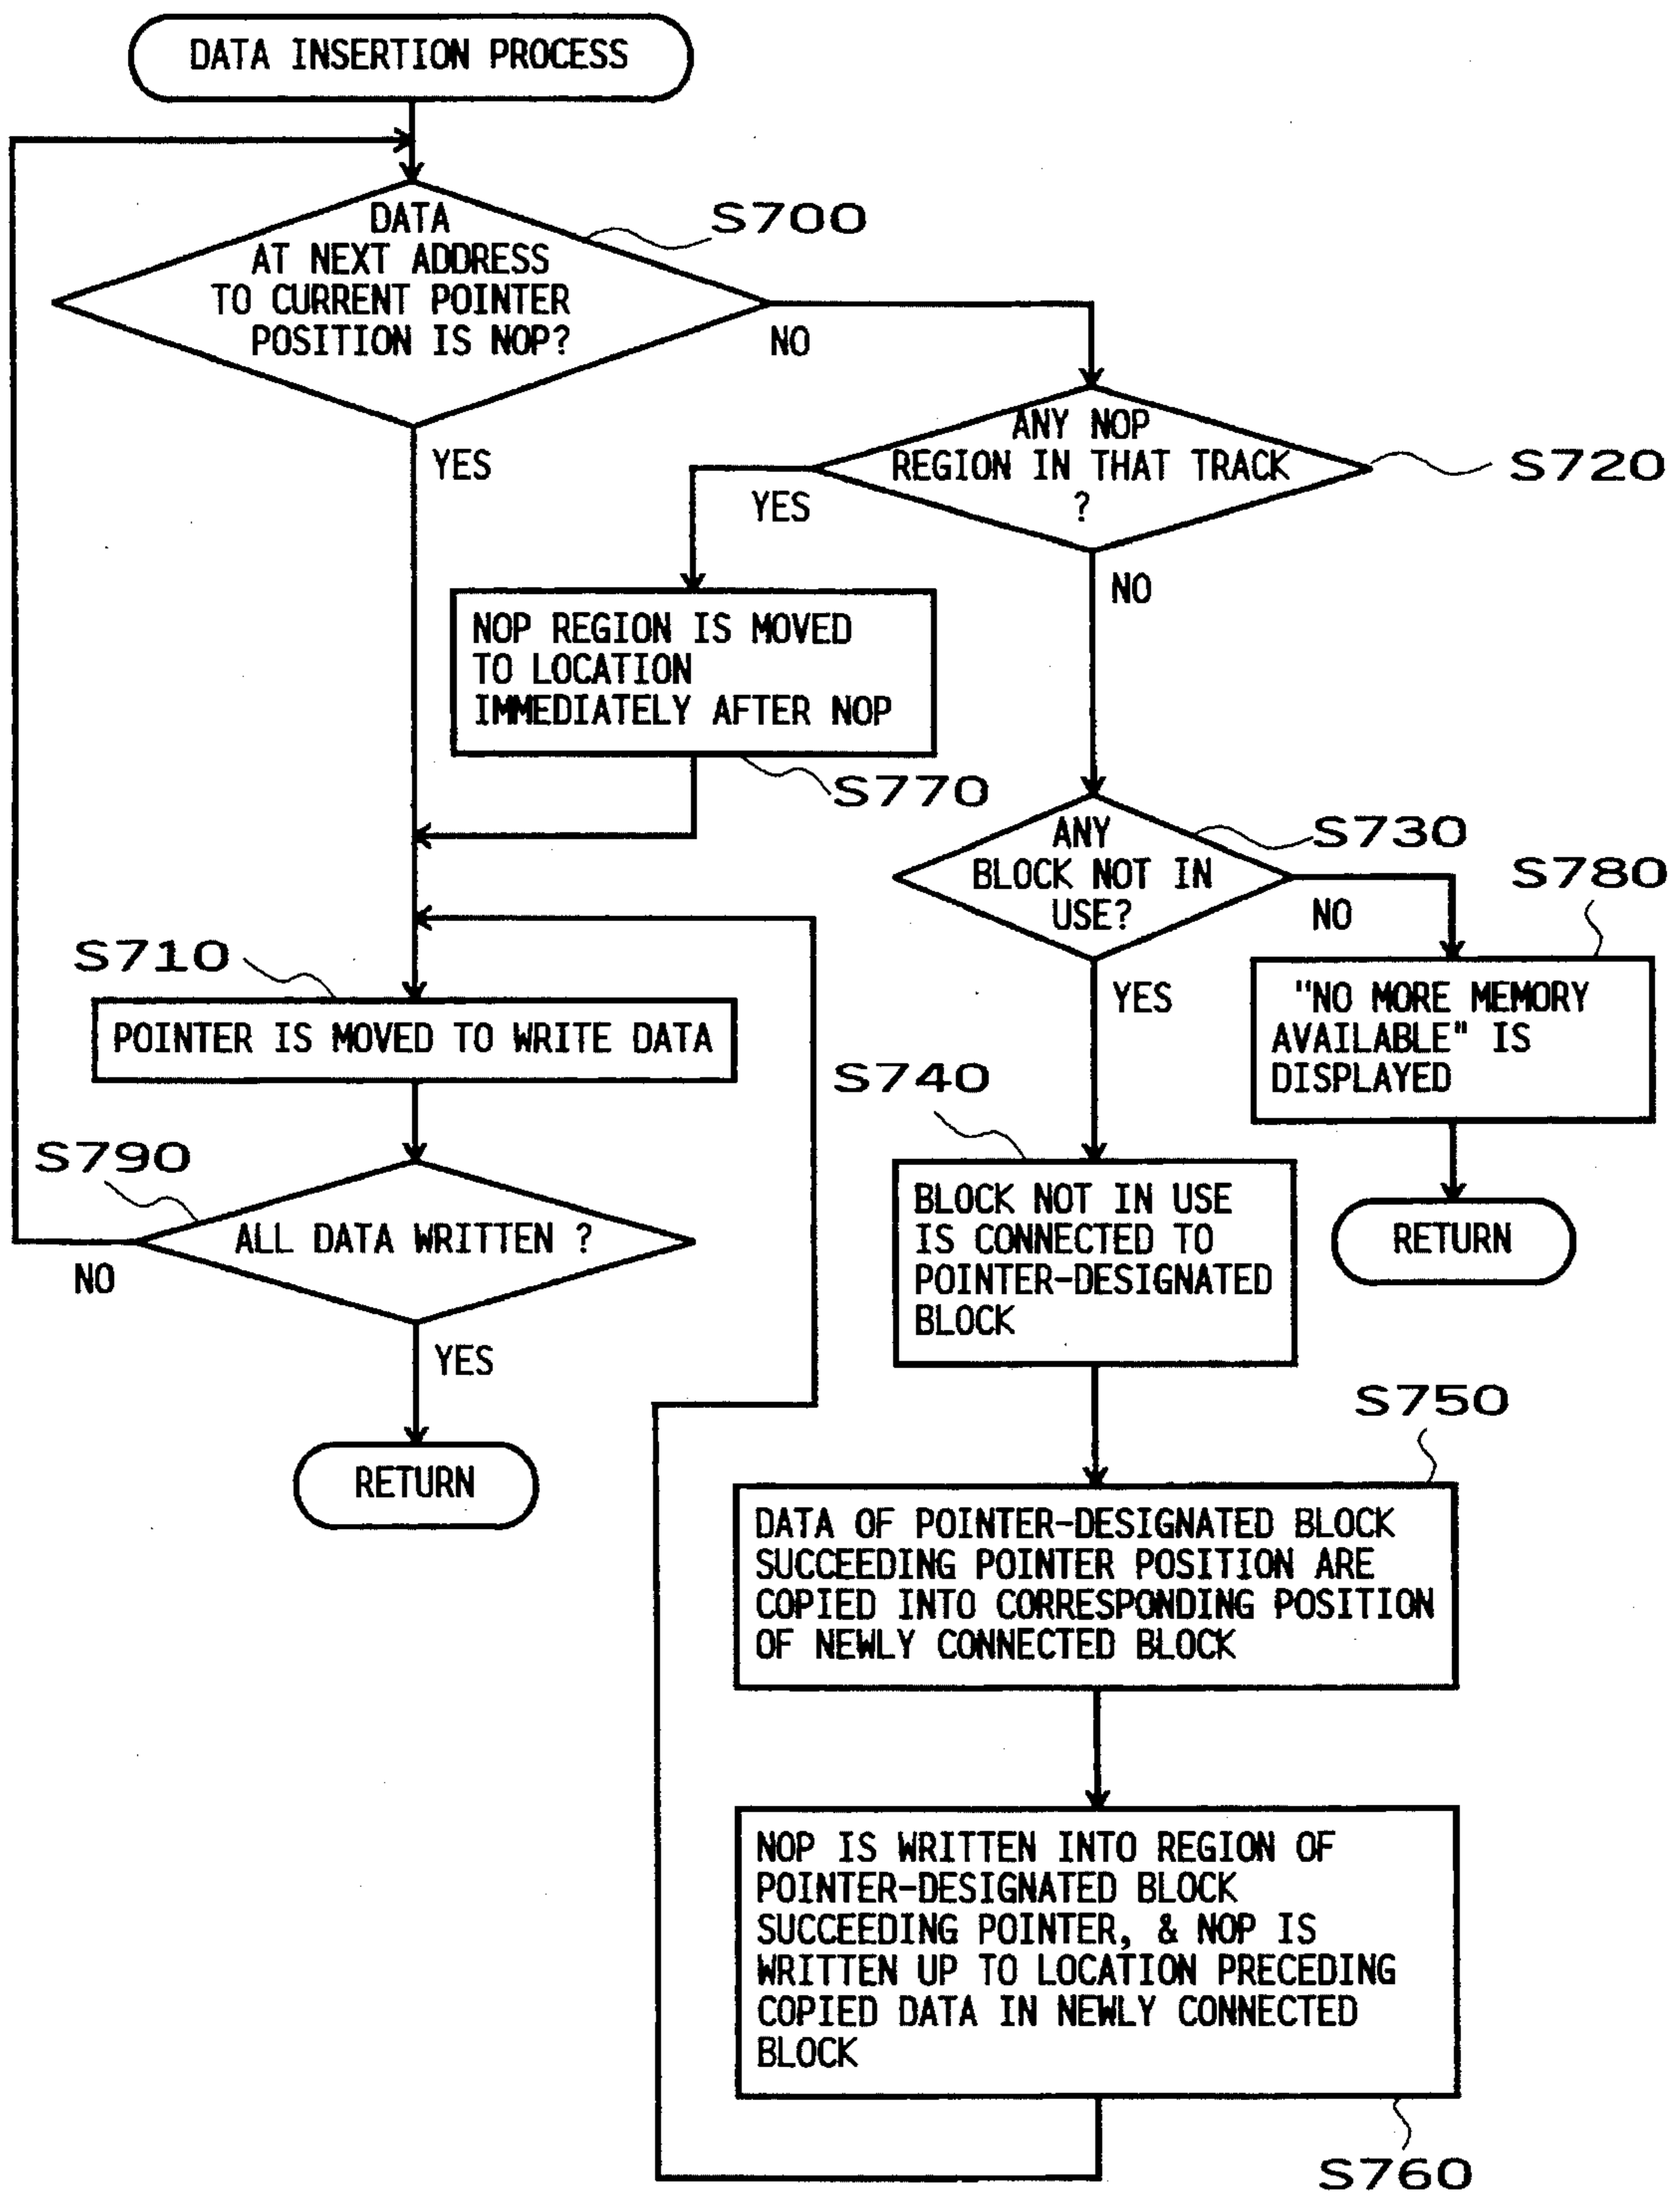 DATA INSERTION PROCESS
DATA
AT NEXT ADDRESS
TO CURRENT POINTER
POSITION IS NOP?
S700
NO
YES
ANY NOP
REGION IN THAT TRACK
?
S720
YES
NO
NOP REGION IS MOVED
TO LOCATION
IMMEDIATELY AFTER NOP
S770
ANY
BLOCK NOT IN
USE?
S730
NO
YES
S780
"NO MORE MEMORY
AVAILABLE" IS
DISPLAYED
RETURN
S710
POINTER IS MOVED TO WRITE DATA
S790
ALL DATA WRITTEN ?
NO
YES
RETURN
S740
BLOCK NOT IN USE
IS CONNECTED TO
POINTER-DESIGNATED
BLOCK
S750
DATA OF POINTER-DESIGNATED BLOCK
SUCCEEDING POINTER POSITION ARE
COPIED INTO CORRESPONDING POSITION
OF NEWLY CONNECTED BLOCK
NOP IS WRITTEN INTO REGION OF
POINTER-DESIGNATED BLOCK
SUCCEEDING POINTER, & NOP IS
WRITTEN UP TO LOCATION PRECEDING
COPIED DATA IN NEWLY CONNECTED
BLOCK
S760